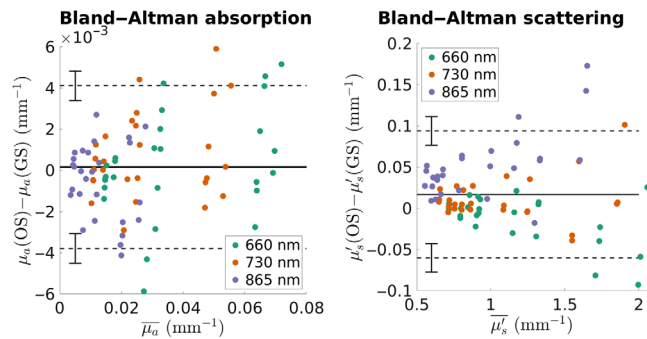 Bland−Altman absorption
×10⁻³
6
4
2
0
−2
−4
−6
μₐ(OS)−μₐ(GS) (mm⁻¹)
660 nm
730 nm
865 nm
0 0.02 0.04 0.06 0.08
μₐ (mm⁻¹)
Bland−Altman scattering
0.2
0.15
0.1
0.05
0
−0.05
−0.1
μ′ₛ(OS)−μ′ₛ(GS) (mm⁻¹)
660 nm
730 nm
865 nm
0.5 1 1.5 2
μ′ₛ (mm⁻¹)